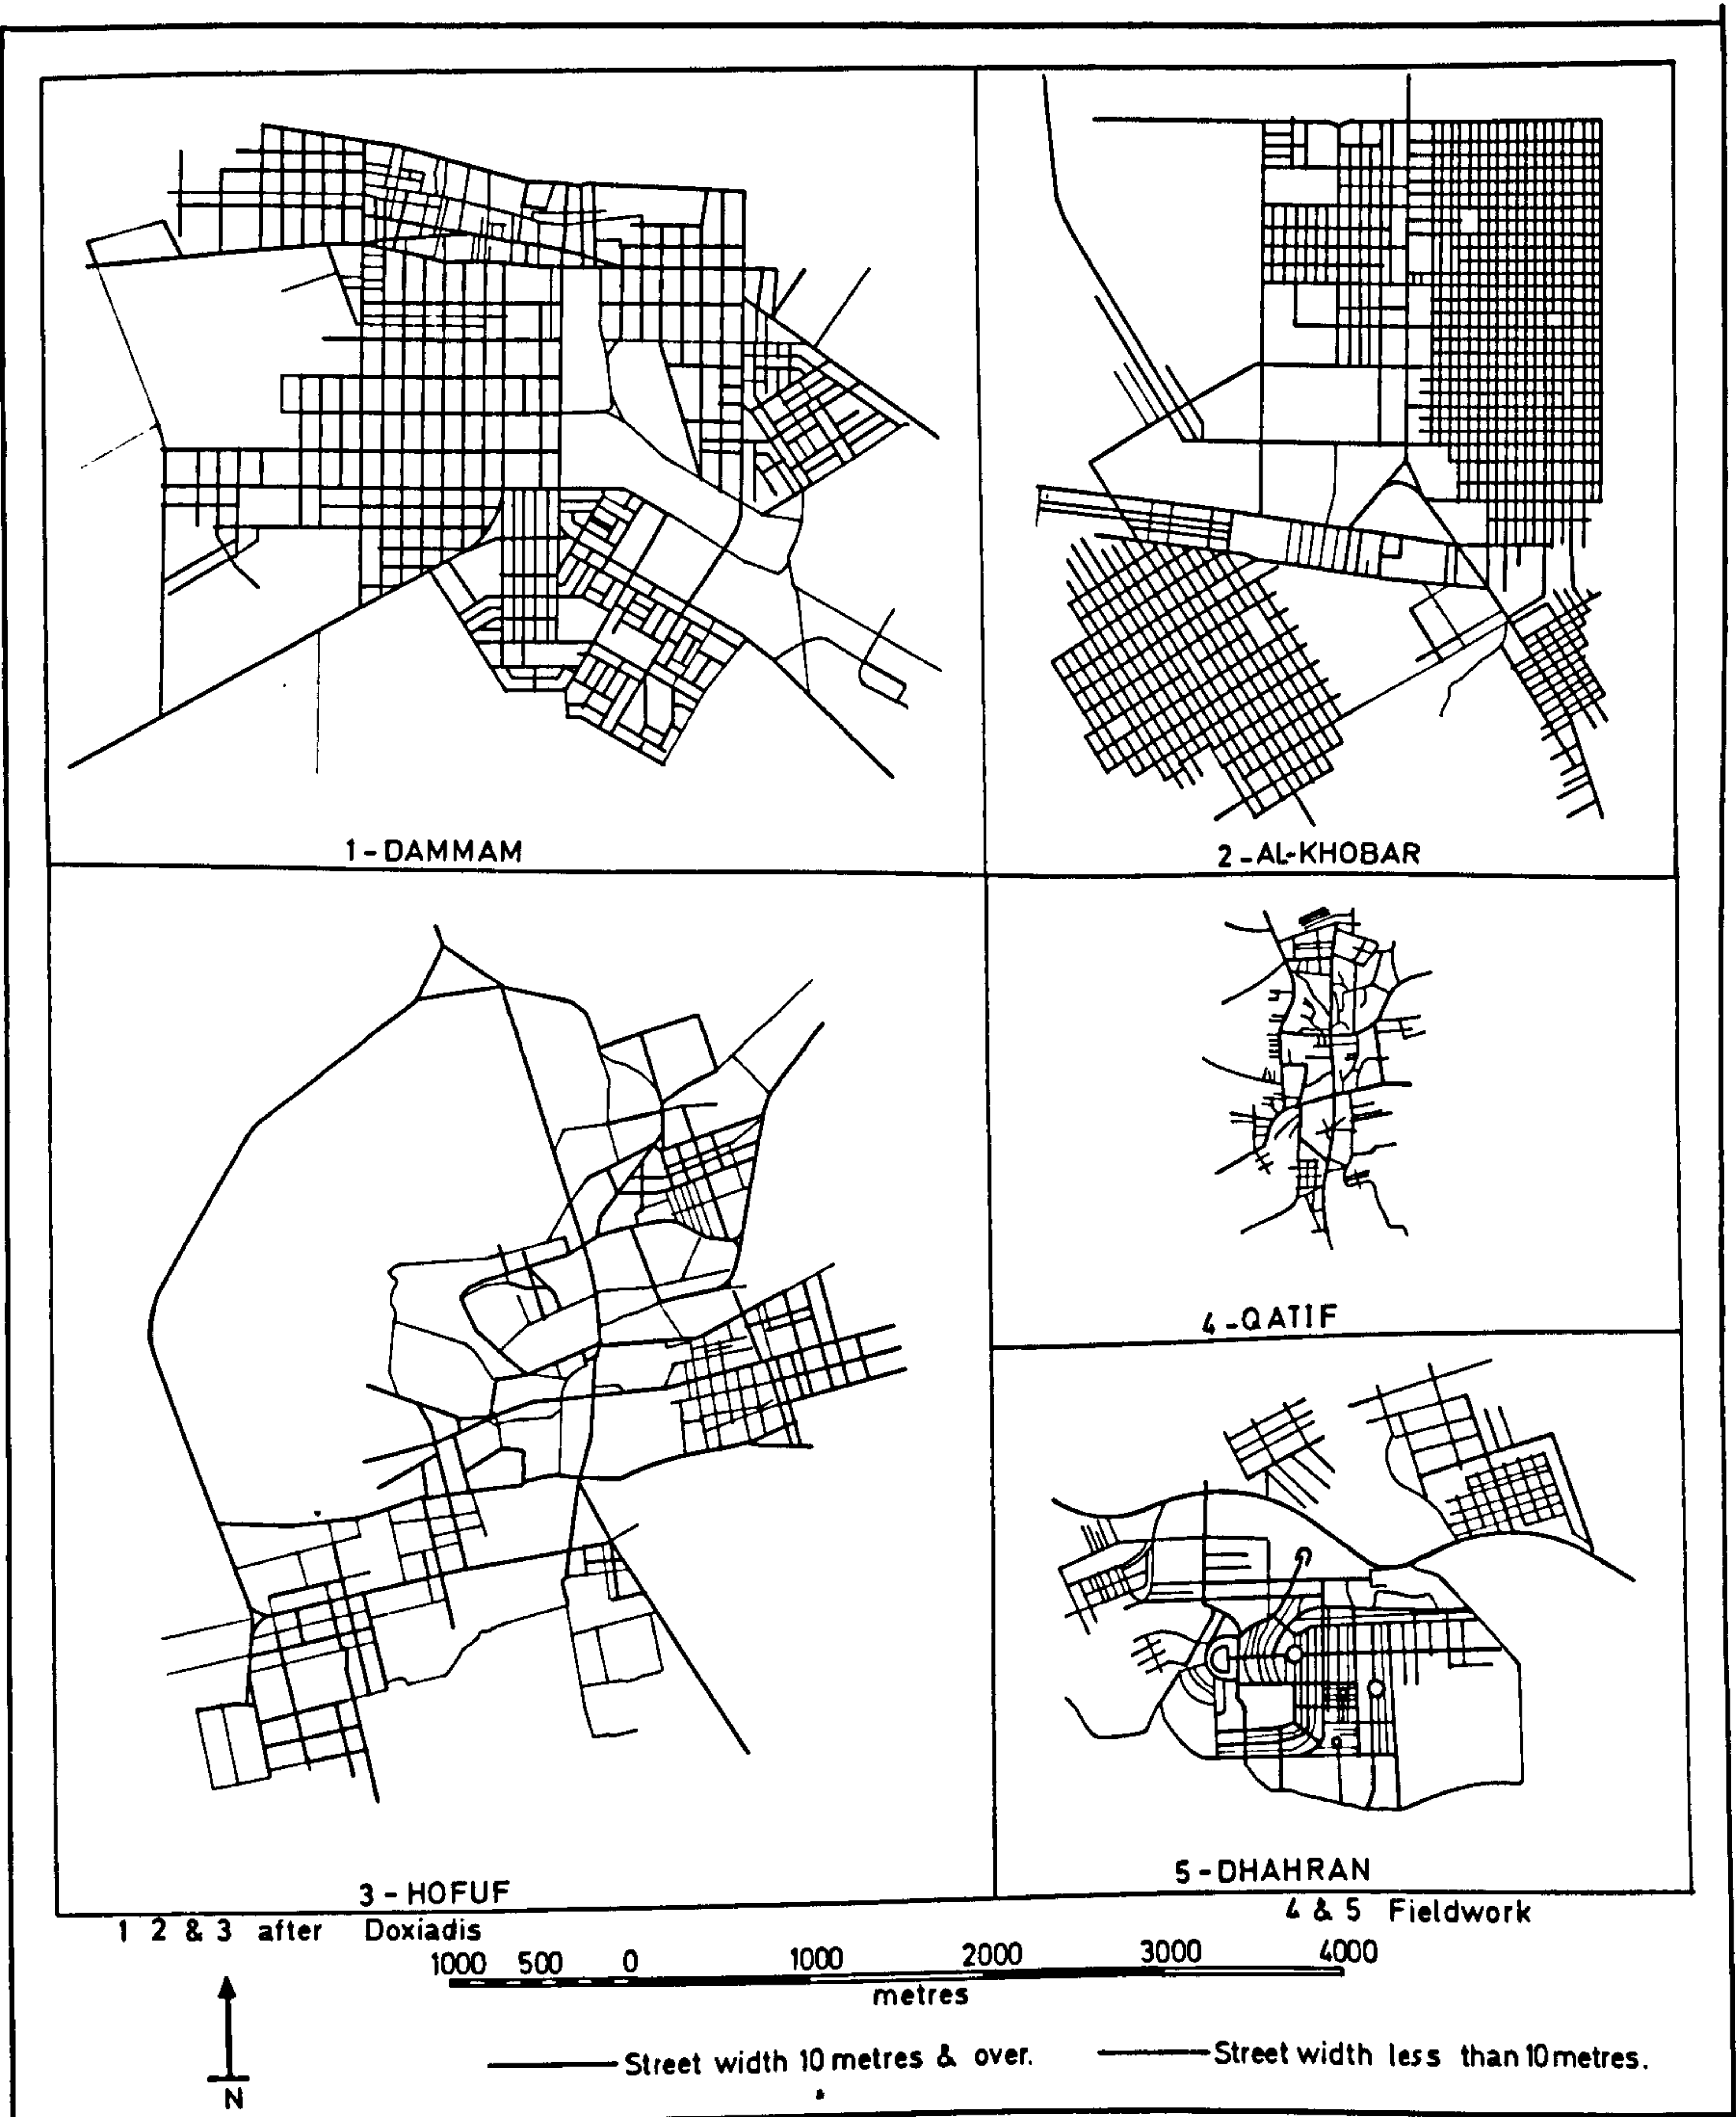 1-DAMMAM
2-AL-KHOBAR
3-HOFUF
4-QATIF
5-DHAHRAN
1 2 & 3 after Doxiadis
4 & 5 Fieldwork
1000 500 0 1000 2000 3000 4000
metres
N
Street width 10 metres & over.
Street width less than 10 metres.